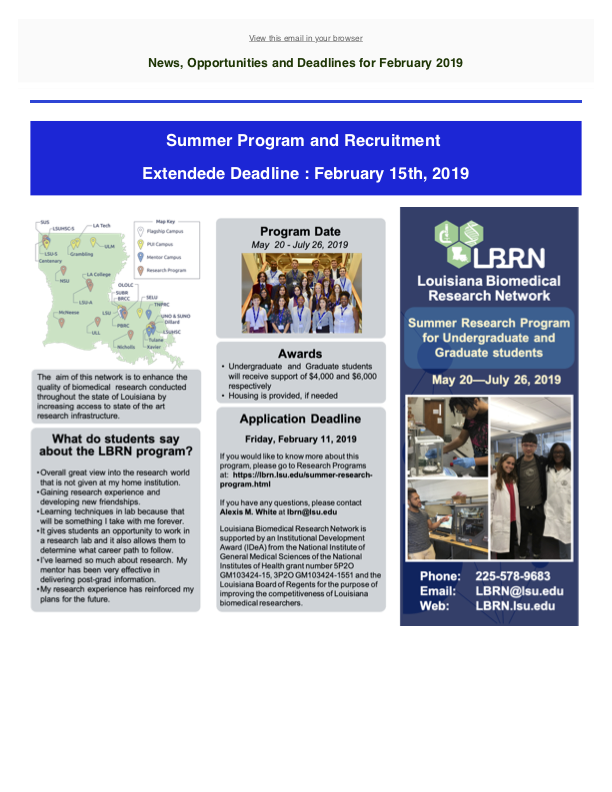 View this email in your browser
News, Opportunities and Deadlines for February 2019
Summer Program and Recruitment
Extendede Deadline : February 15th, 2019
SUS
LSUHSC-S
LA Tech
LSU-S
Centenary
Grambling
ULM
NSU
LA College
LSU-A
McNeese
ULL
OLOLC
SUBR
BRCC
LSU
PBRC
Nicholls
SELU
TNPRC
UNO & SUNO
Dillard
LSUHSC
Tulane
Xavier
Map Key
Flagship Campus
PUI Campus
Mentor Campus
Research Program
The aim of this network is to enhance the
quality of biomedical research conducted
throughout the state of Louisiana by
increasing access to state of the art
research infrastructure.
What do students say
about the LBRN program?
•Overall great view into the research world
that is not given at my home institution.
•Gaining research experience and
developing new friendships.
•Learning techniques in lab because that
will be something I take with me forever.
•It gives students an opportunity to work in
a research lab and it also allows them to
determine what career path to follow.
•I've learned so much about research. My
mentor has been very effective in
delivering post-grad information.
•My research experience has reinforced my
plans for the future.
Program Date
May 20 - July 26, 2019
Awards
• Undergraduate and Graduate students
will receive support of $4,000 and $6,000
respectively
• Housing is provided, if needed
Application Deadline
Friday, February 11, 2019
If you would like to know more about this
program, please go to Research Programs
at: https://lbrn.lsu.edu/summer-research-
program.html
If you have any questions, please contact
Alexis M. White at lbrn@lsu.edu
Louisiana Biomedical Research Network is
supported by an Institutional Development
Award (IDeA) from the National Institute of
General Medical Sciences of the National
Institutes of Health grant number 5P2O
GM103424-15, 3P2O GM103424-1551 and the
Louisiana Board of Regents for the purpose of
improving the competitiveness of Louisiana
biomedical researchers.
LBRN
Louisiana Biomedical
Research Network
Summer Research Program
for Undergraduate and
Graduate students
May 20—July 26, 2019
Phone: 225-578-9683
Email: LBRN@lsu.edu
Web: LBRN.lsu.edu